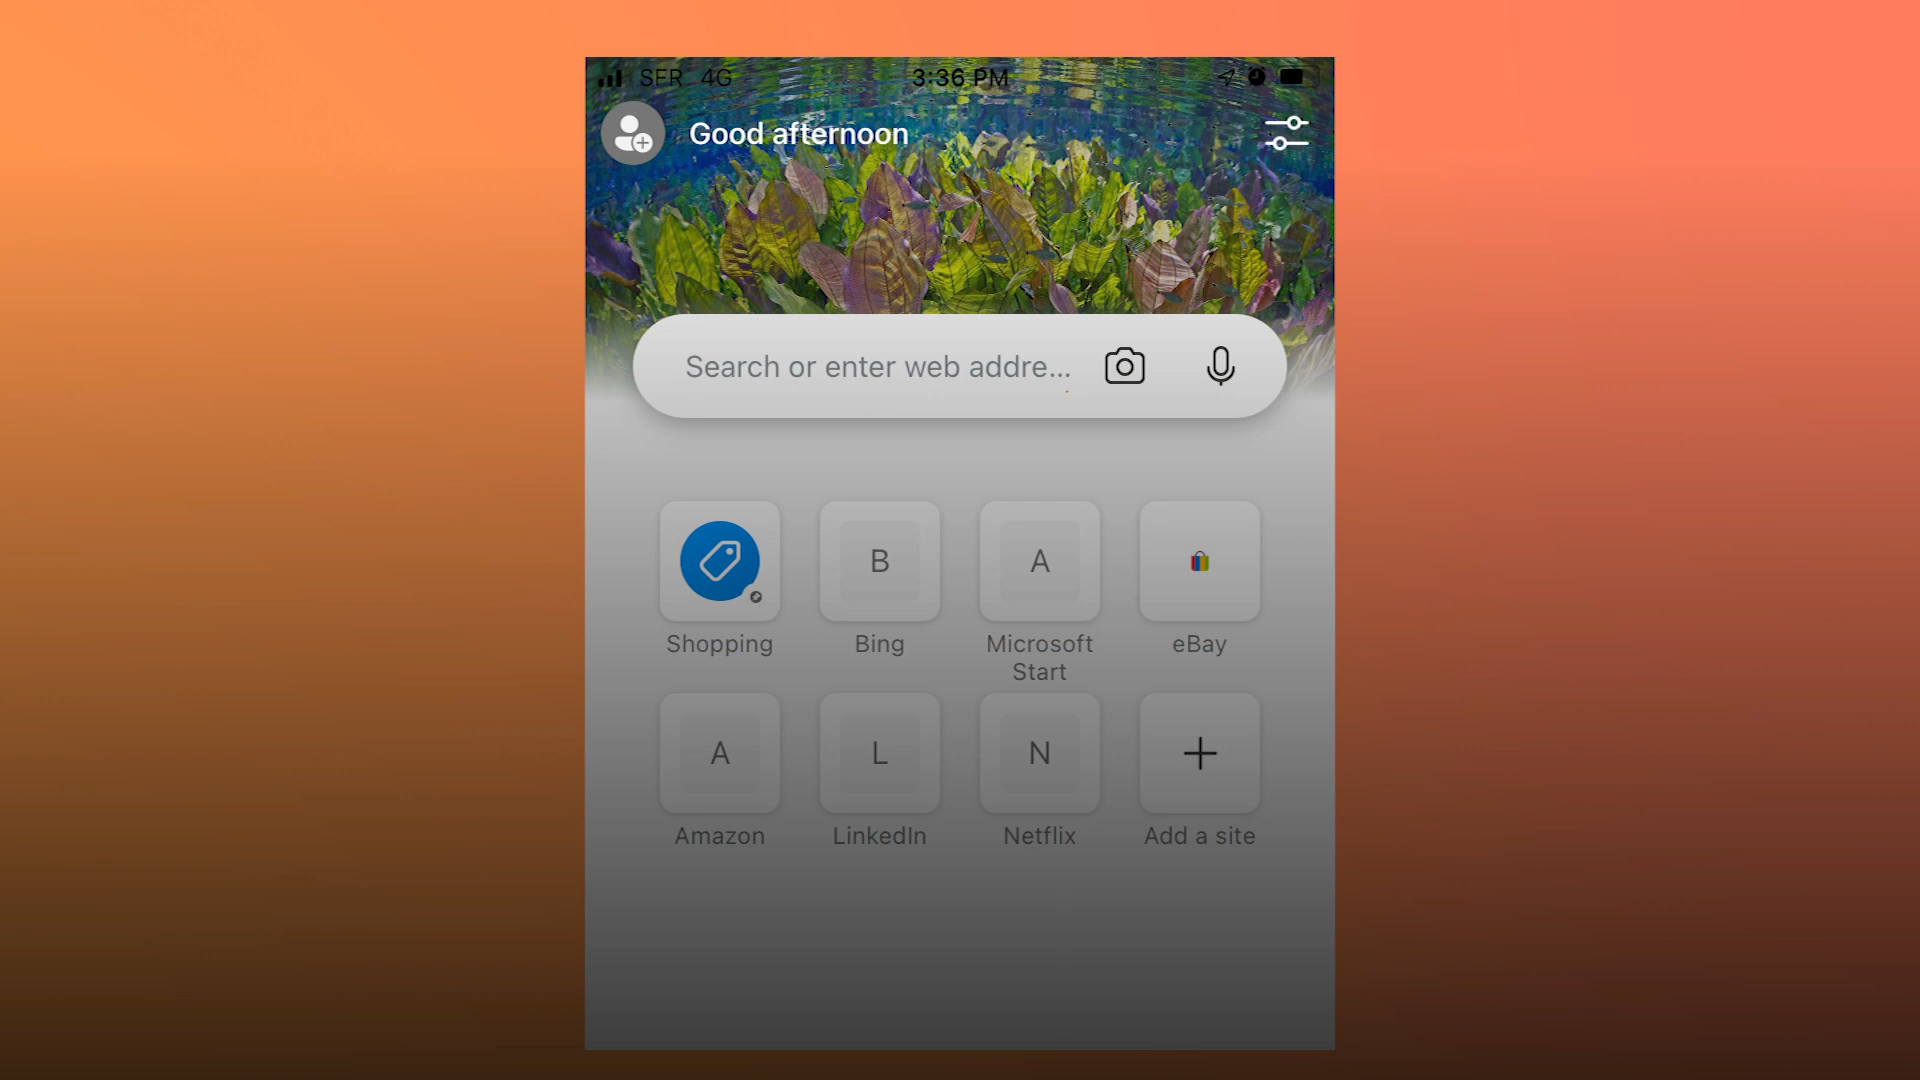 SFR 4G 3:36 PM
Good afternoon
Search or enter web addre...
B A
Shopping Bing Microsoft Start eBay
A L N
Amazon LinkedIn Netflix Add a site